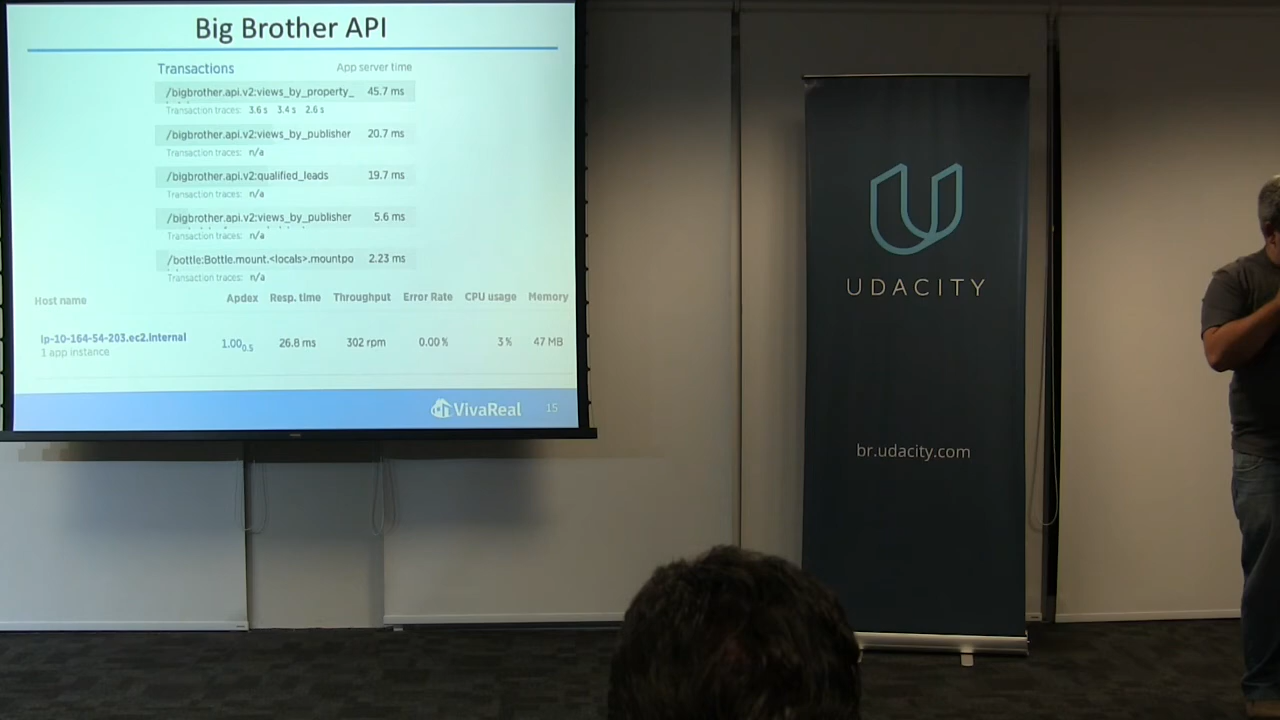 Big Brother API
Transactions App server time
/bigbrother.api.v2:views_by_property_ 45.7 ms
Transaction traces: 3.6 s 3.4 s 2.6 s
/bigbrother.api.v2:views_by_publisher 20.7 ms
Transaction traces: n/a
/bigbrother.api.v2:qualified_leads 19.7 ms
Transaction traces: n/a
/bigbrother.api.v2:views_by_publisher 5.6 ms
Transaction traces: n/a
/bottle:Bottle.mount.<locals>.mountpo 2.23 ms
Transaction traces: n/a
Host name Apdex Resp. time Throughput Error Rate CPU usage Memory
ip-10-164-54-203.ec2.internal 1.00 0.5 26.8 ms 302 rpm 0.00 % 3 % 47 MB
1 app instance
VivaReal 15
UDACITY
br.udacity.com